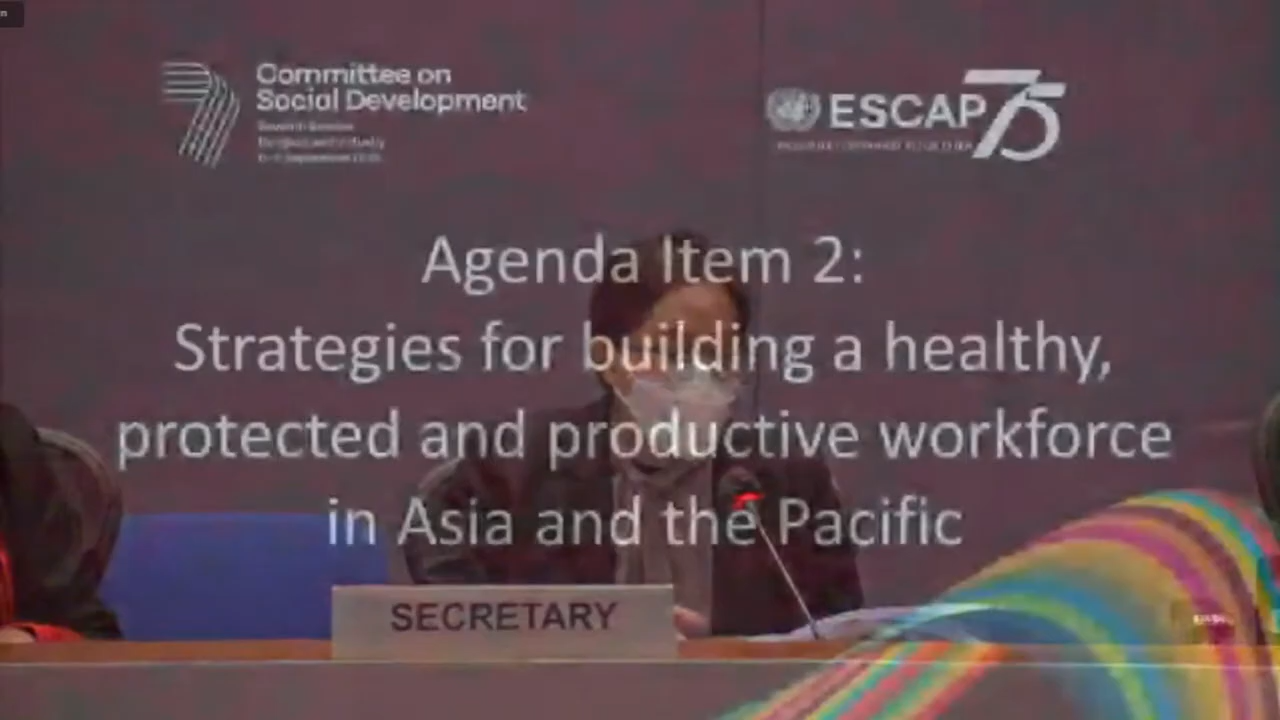 Committee on
Social Development
ESCAP 75
Agenda Item 2:
Strategies for building a healthy,
protected and productive workforce
in Asia and the Pacific
SECRETARY